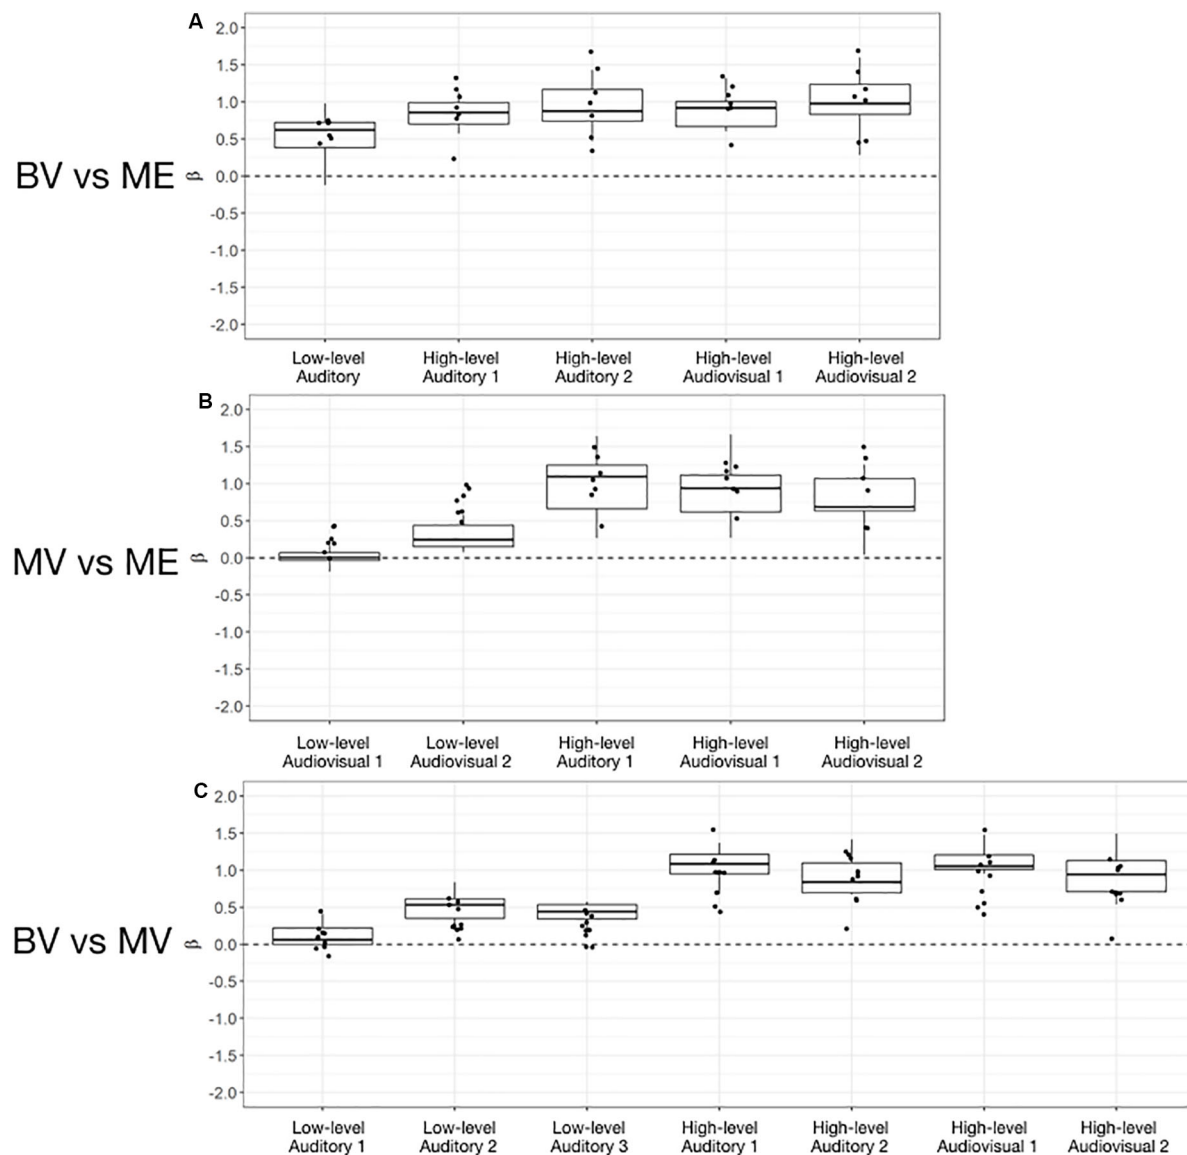 A
2.0
1.5
1.0
0.5
0.0
-0.5
-1.0
-1.5
-2.0
BV vs ME
β
Low-level Auditory
High-level Auditory 1
High-level Auditory 2
High-level Audiovisual 1
High-level Audiovisual 2
B
2.0
1.5
1.0
0.5
0.0
-0.5
-1.0
-1.5
-2.0
MV vs ME
β
Low-level Audiovisual 1
Low-level Audiovisual 2
High-level Auditory 1
High-level Audiovisual 1
High-level Audiovisual 2
C
2.0
1.5
1.0
0.5
0.0
-0.5
-1.0
-1.5
-2.0
BV vs MV
β
Low-level Auditory 1
Low-level Auditory 2
Low-level Auditory 3
High-level Auditory 1
High-level Auditory 2
High-level Audiovisual 1
High-level Audiovisual 2